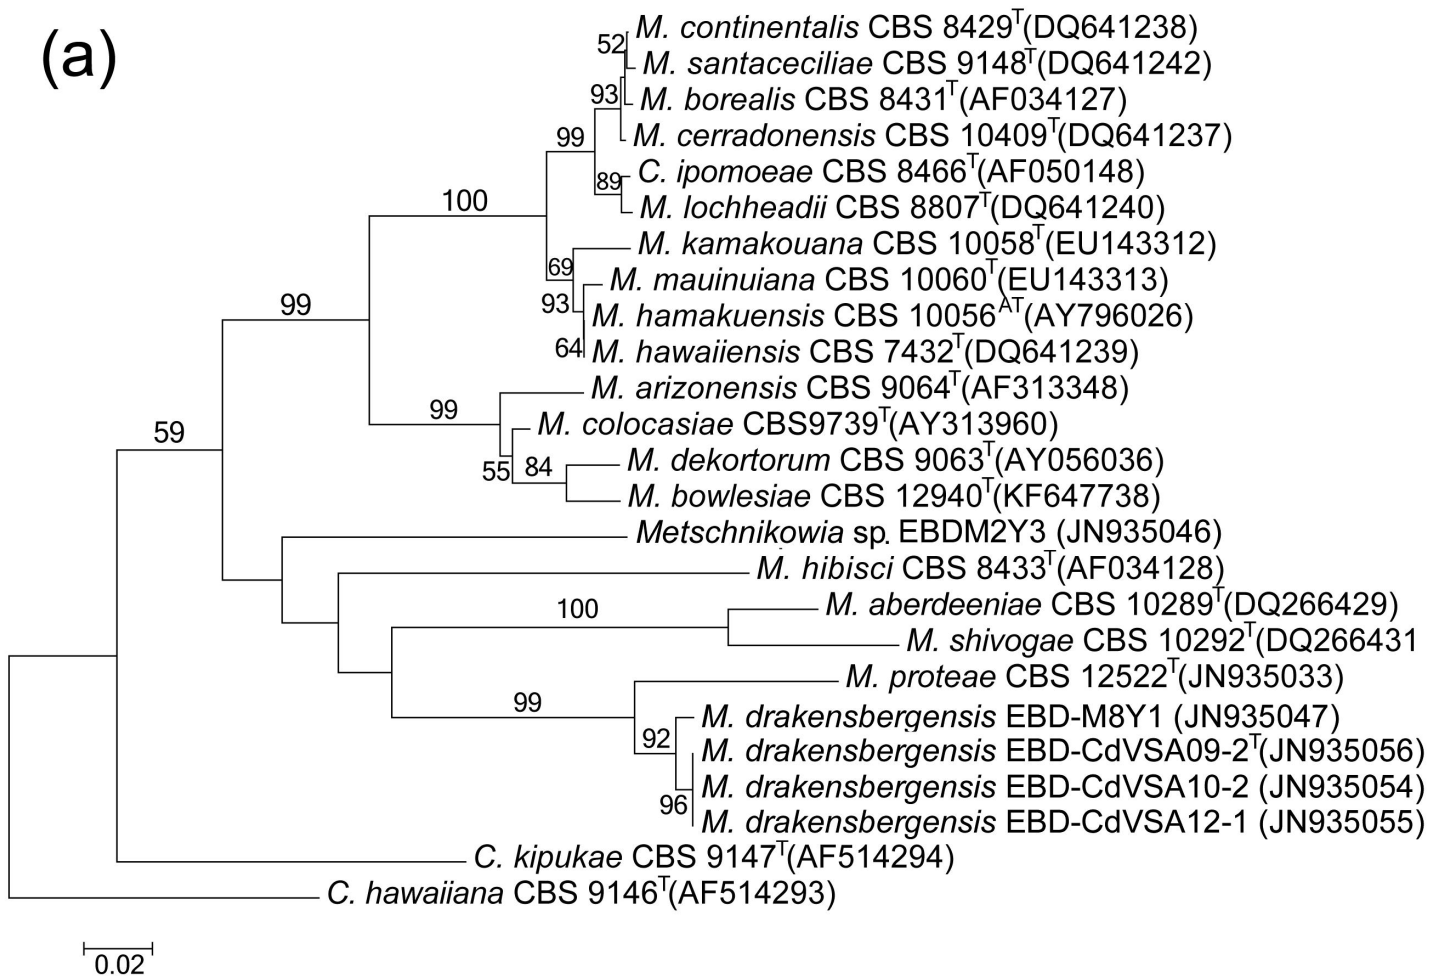 (a)
M. continentalis CBS 8429T(DQ641238)
52
M. santaceciliae CBS 9148T(DQ641242)
93
M. borealis CBS 8431T(AF034127)
99
M. cerradonensis CBS 10409T(DQ641237)
C. ipomoeae CBS 8466T(AF050148)
89
100
M. lochheadii CBS 8807T(DQ641240)
M. kamakouana CBS 10058T(EU143312)
69
M. mauinuiana CBS 10060T(EU143313)
99
93
M. hamakuensis CBS 10056AT(AY796026)
64
M. hawaiiensis CBS 7432T(DQ641239)
M. arizonensis CBS 9064T(AF313348)
99
M. colocasiae CBS9739T(AY313960)
59
55
84
M. dekortorum CBS 9063T(AY056036)
M. bowlesiae CBS 12940T(KF647738)
Metschnikowia sp. EBDM2Y3 (JN935046)
M. hibisci CBS 8433T(AF034128)
100
M. aberdeeniae CBS 10289T(DQ266429)
M. shivogae CBS 10292T(DQ266431
M. proteae CBS 12522T(JN935033)
99
M. drakensbergensis EBD-M8Y1 (JN935047)
92
M. drakensbergensis EBD-CdVSA09-2T(JN935056)
M. drakensbergensis EBD-CdVSA10-2 (JN935054)
96
M. drakensbergensis EBD-CdVSA12-1 (JN935055)
C. kipukae CBS 9147T(AF514294)
C. hawaiiana CBS 9146T(AF514293)
0.02